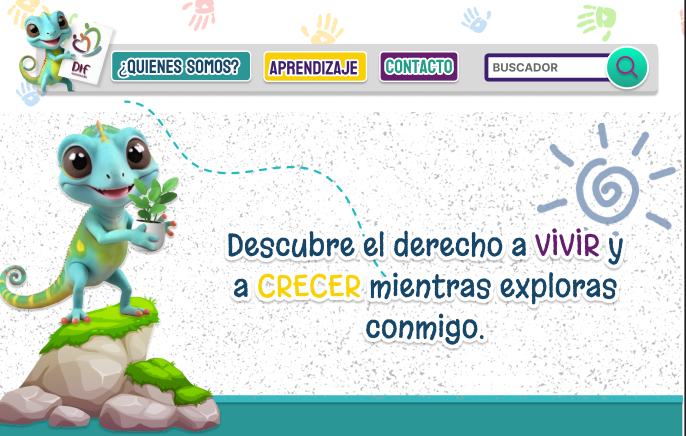 DIF
¿QUIENES SOMOS?
APRENDIZAJE
CONTACTO
BUSCADOR
Descubre el derecho a ViViR y
a CRECER mientras exploras
conmigo.